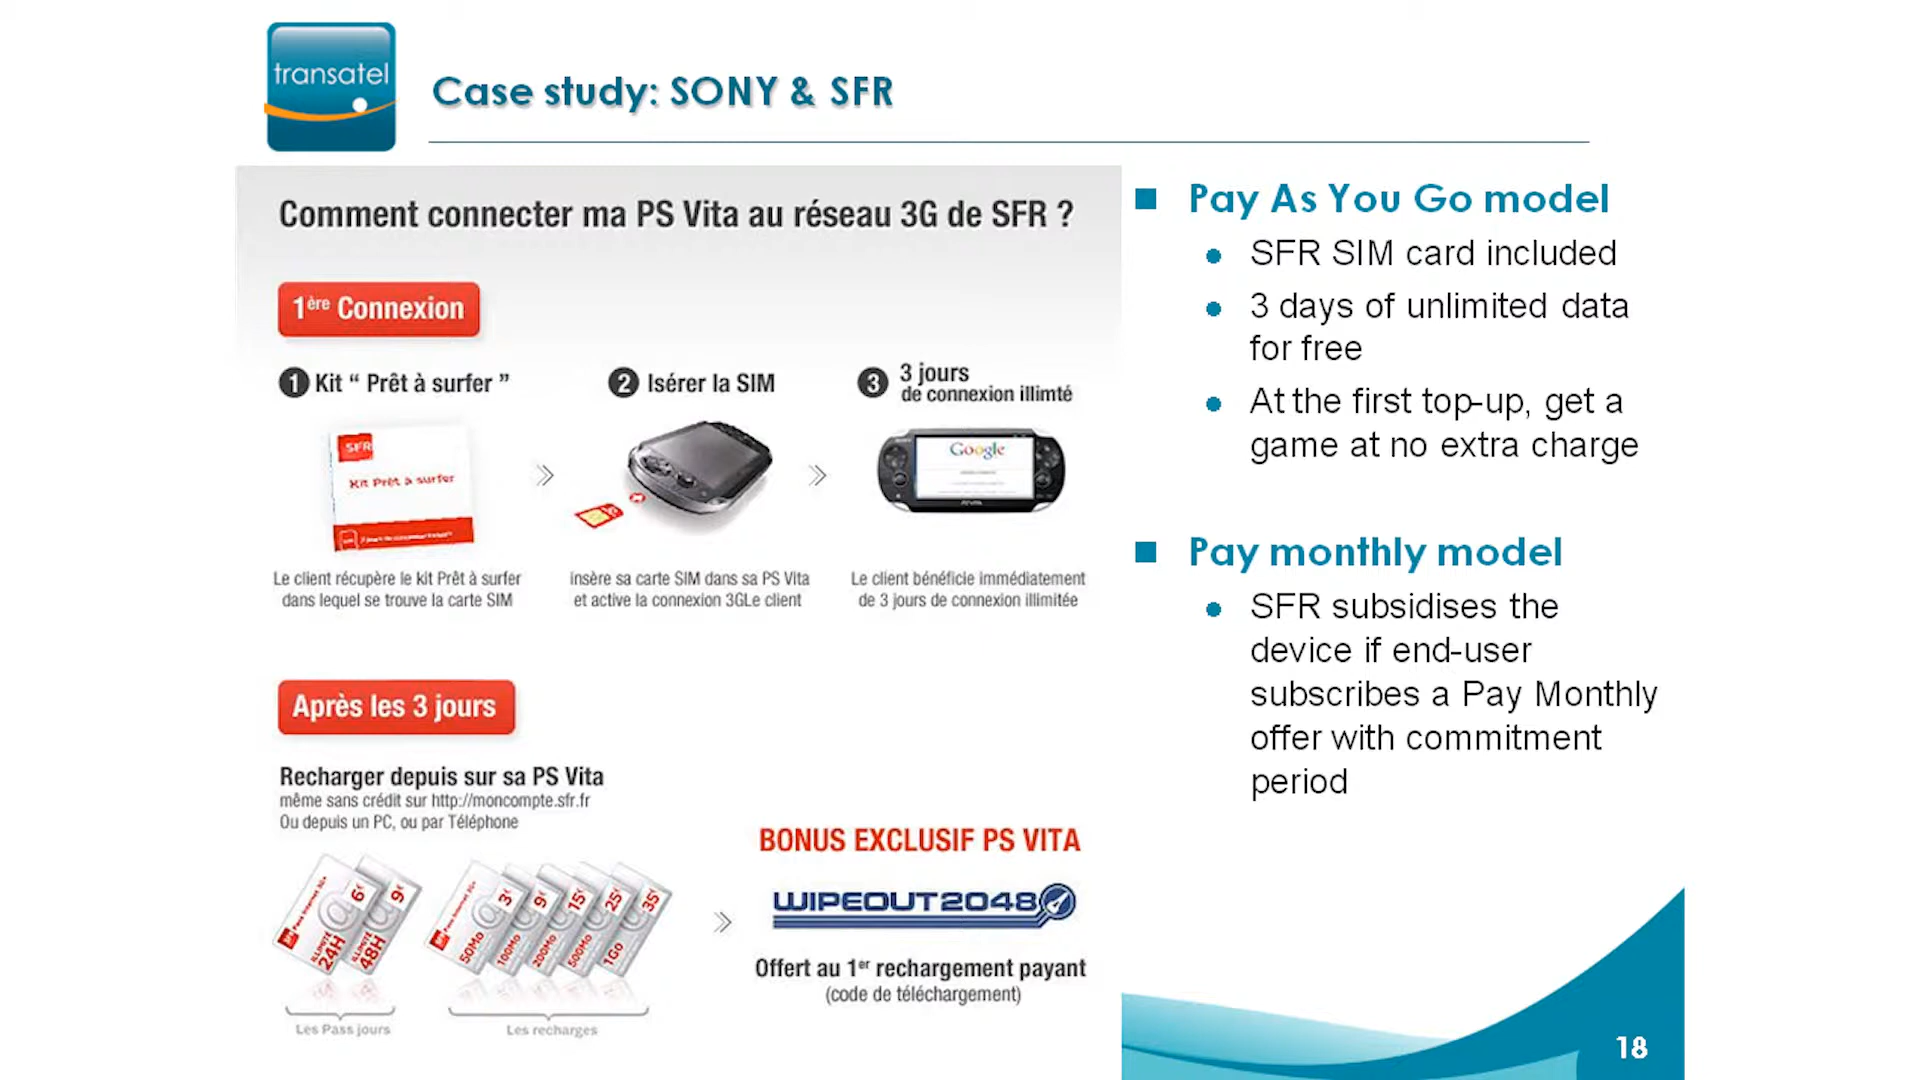 transatel
Case study: SONY & SFR
Comment connecter ma PS Vita au réseau 3G de SFR ?
1ère Connexion
1 Kit “ Prêt à surfer ”
2 Isérer la SIM
3 3 jours
de connexion illimté
SFR
Kit Prêt à surfer
Google
Le client récupère le kit Prêt à surfer
dans lequel se trouve la carte SIM
insère sa carte SIM dans sa PS Vita
et active la connexion 3GLe client
Le client bénéficie immédiatement
de 3 jours de connexion illimitée
Après les 3 jours
Recharger depuis sur sa PS Vita
même sans crédit sur http://moncompte.sfr.fr
Ou depuis un PC, ou par Téléphone
Pass Internet 3G+
6€
ILLIMITÉ
24H
9€
ILLIMITÉ
48H
Pass Internet 3G+
3€
50Mo
9€
100Mo
15€
200Mo
25€
500Mo
35€
1Go
Les Pass jours
Les recharges
BONUS EXCLUSIF PS VITA
WIPEOUT2048
Offert au 1er rechargement payant
(code de téléchargement)
Pay As You Go model
SFR SIM card included
3 days of unlimited data
for free
At the first top-up, get a
game at no extra charge
Pay monthly model
SFR subsidises the
device if end-user
subscribes a Pay Monthly
offer with commitment
period
18